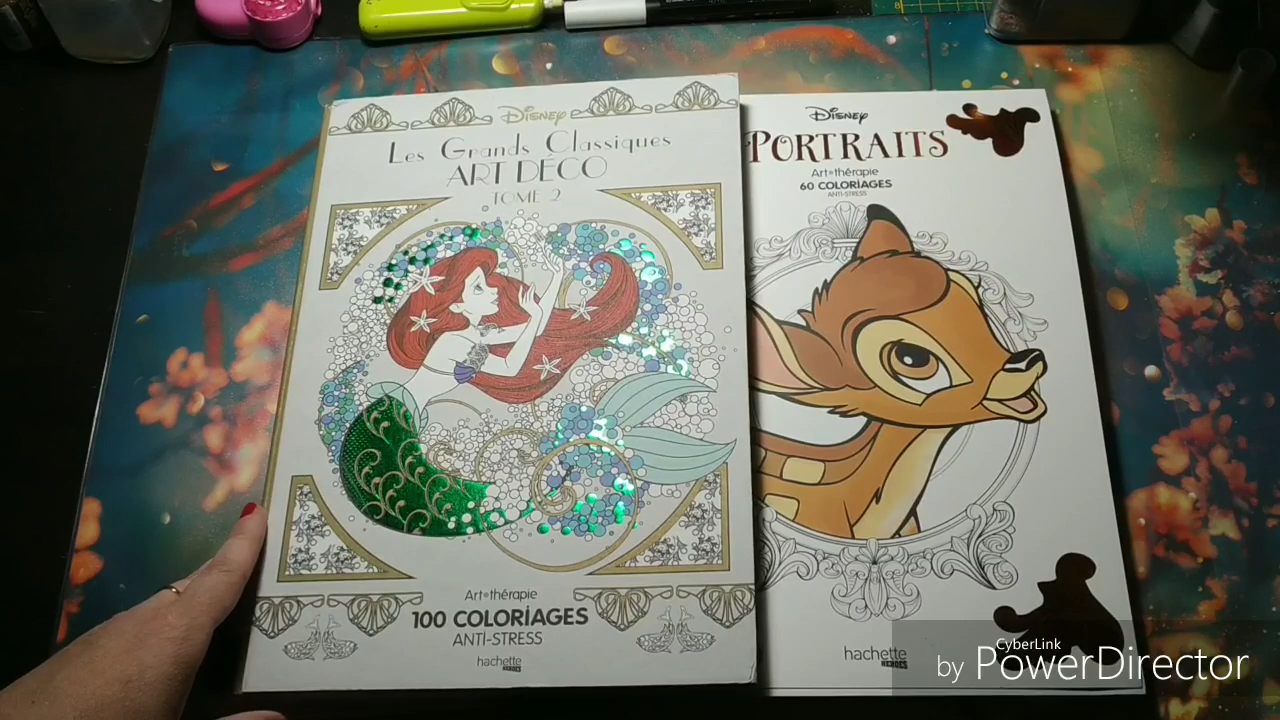 Disney
Les Grands Classiques
ART DÉCO
TOME 2
Art-thérapie
100 COLORIAGES
ANTI-STRESS
hachette
HEROES
Disney
PORTRAITS
Art-thérapie
60 COLORIAGES
ANTI-STRESS
hachette
HEROES
CyberLink
by PowerDirector